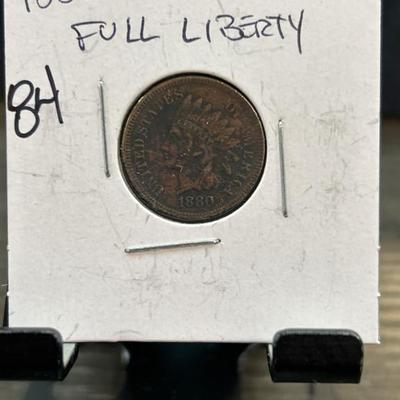 FULL LIBERTY
84
UNITED STATES OF AMERICA
1880